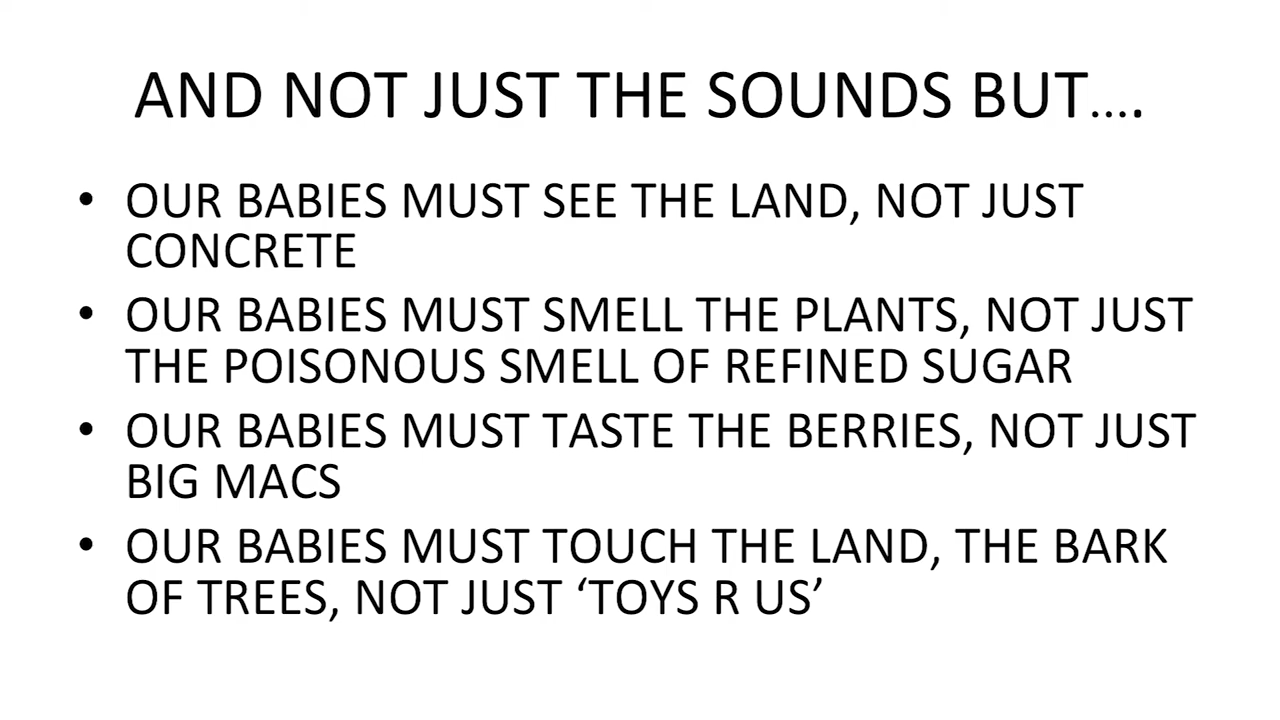 AND NOT JUST THE SOUNDS BUT….
• OUR BABIES MUST SEE THE LAND, NOT JUST
CONCRETE
• OUR BABIES MUST SMELL THE PLANTS, NOT JUST
THE POISONOUS SMELL OF REFINED SUGAR
• OUR BABIES MUST TASTE THE BERRIES, NOT JUST
BIG MACS
• OUR BABIES MUST TOUCH THE LAND, THE BARK
OF TREES, NOT JUST ‘TOYS R US’